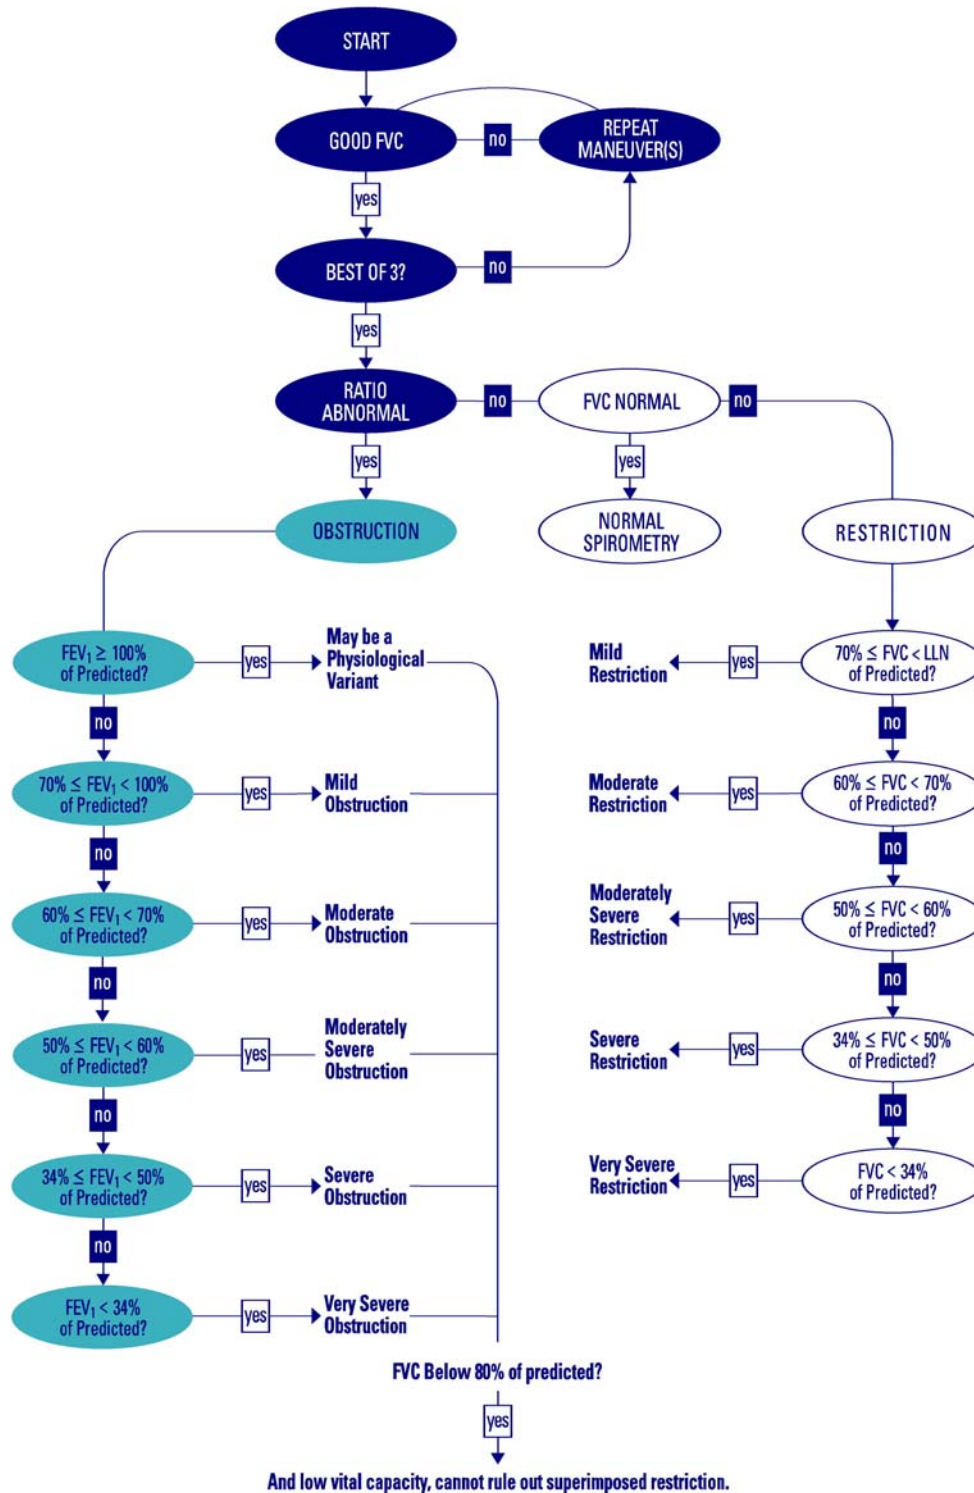 START
GOOD FVC
no
REPEAT
MANEUVER(S)
yes
BEST OF 3?
no
yes
RATIO
ABNORMAL
no
FVC NORMAL
no
yes
yes
OBSTRUCTION
NORMAL
SPIROMETRY
RESTRICTION
FEV₁ ≥ 100%
of Predicted?
yes
May be a
Physiological
Variant
no
70% ≤ FEV₁ < 100%
of Predicted?
yes
Mild
Obstruction
no
60% ≤ FEV₁ < 70%
of Predicted?
yes
Moderate
Obstruction
no
50% ≤ FEV₁ < 60%
of Predicted?
yes
Moderately
Severe
Obstruction
no
34% ≤ FEV₁ < 50%
of Predicted?
yes
Severe
Obstruction
no
FEV₁ < 34%
of Predicted?
yes
Very Severe
Obstruction
Mild
Restriction
yes
70% ≤ FVC < LLN
of Predicted?
no
Moderate
Restriction
yes
60% ≤ FVC < 70%
of Predicted?
no
Moderately
Severe
Restriction
yes
50% ≤ FVC < 60%
of Predicted?
no
Severe
Restriction
yes
34% ≤ FVC < 50%
of Predicted?
no
Very Severe
Restriction
yes
FVC < 34%
of Predicted?
FVC Below 80% of predicted?
yes
And low vital capacity, cannot rule out superimposed restriction.